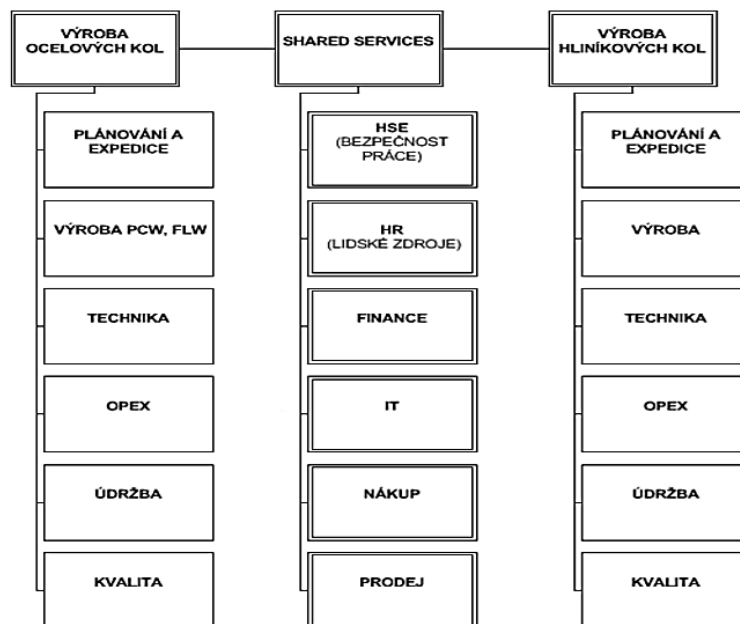 VÝROBA
OCELOVÝCH KOL
SHARED SERVICES
VÝROBA
HLINÍKOVÝCH KOL
PLÁNOVÁNÍ A
EXPEDICE
HSE
(BEZPEČNOST
PRÁCE)
PLÁNOVÁNÍ A
EXPEDICE
VÝROBA PCW, FLW
HR
(LIDSKÉ ZDROJE)
VÝROBA
TECHNIKA
FINANCE
TECHNIKA
OPEX
IT
OPEX
ÚDRŽBA
NÁKUP
ÚDRŽBA
KVALITA
PRODEJ
KVALITA